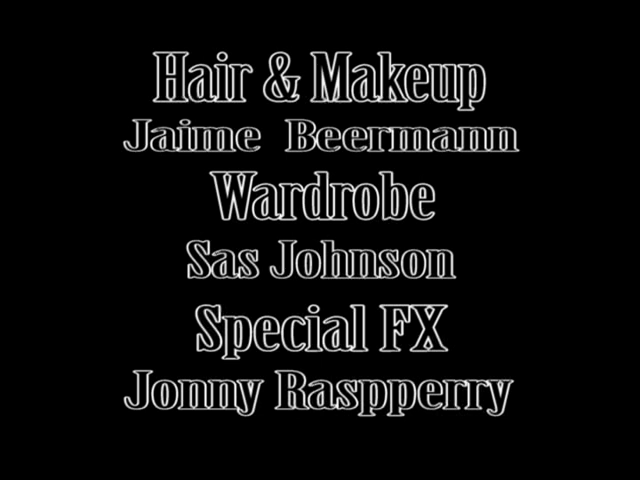 Hair & Makeup
Jaime Beermann
Wardrobe
Sas Johnson
Special FX
Jonny Raspperry